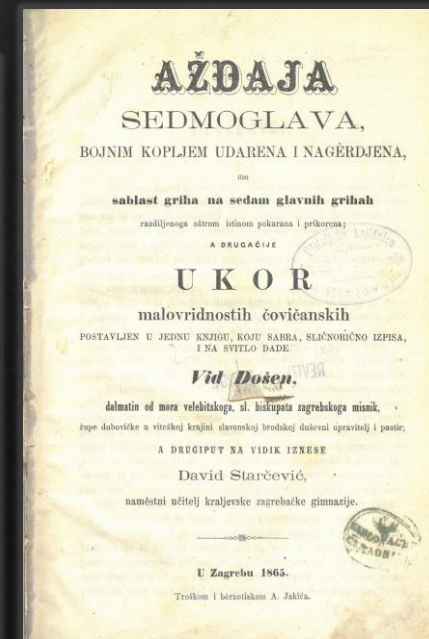 AŽDAJA
SEDMOGLAVA,
BOJNIM KOPLJEM UDARENA I NAGÈRDJENA,
iliti
sablast griha na sedam glavnih grihah
razdiljenoga oštrom istinom pokarana i prikorena;
A DRUGAČIJE
UKOR
malovridnostih čovičanskih
POSTAVLJEN U JEDNU KNJIGU, KOJU SABRA, SLIČNORIČNO IZPISA,
I NA SVITLO DADE
Vid Došen,
dalmatin od mora velebitskoga, sl. biskupata zagrebskoga misnik,
župe dubovičke u vitežkoj krajini slavonskoj brodskoj duševni upravitelj i pastir;
A DRUGIPUT NA VIDIK IZNESE
David Starčević,
namèstni učitelj kraljevske zagrebačke gimnazije.
U Zagrebu 1865.
Troškom i bèrzotiskom A. Jakića.